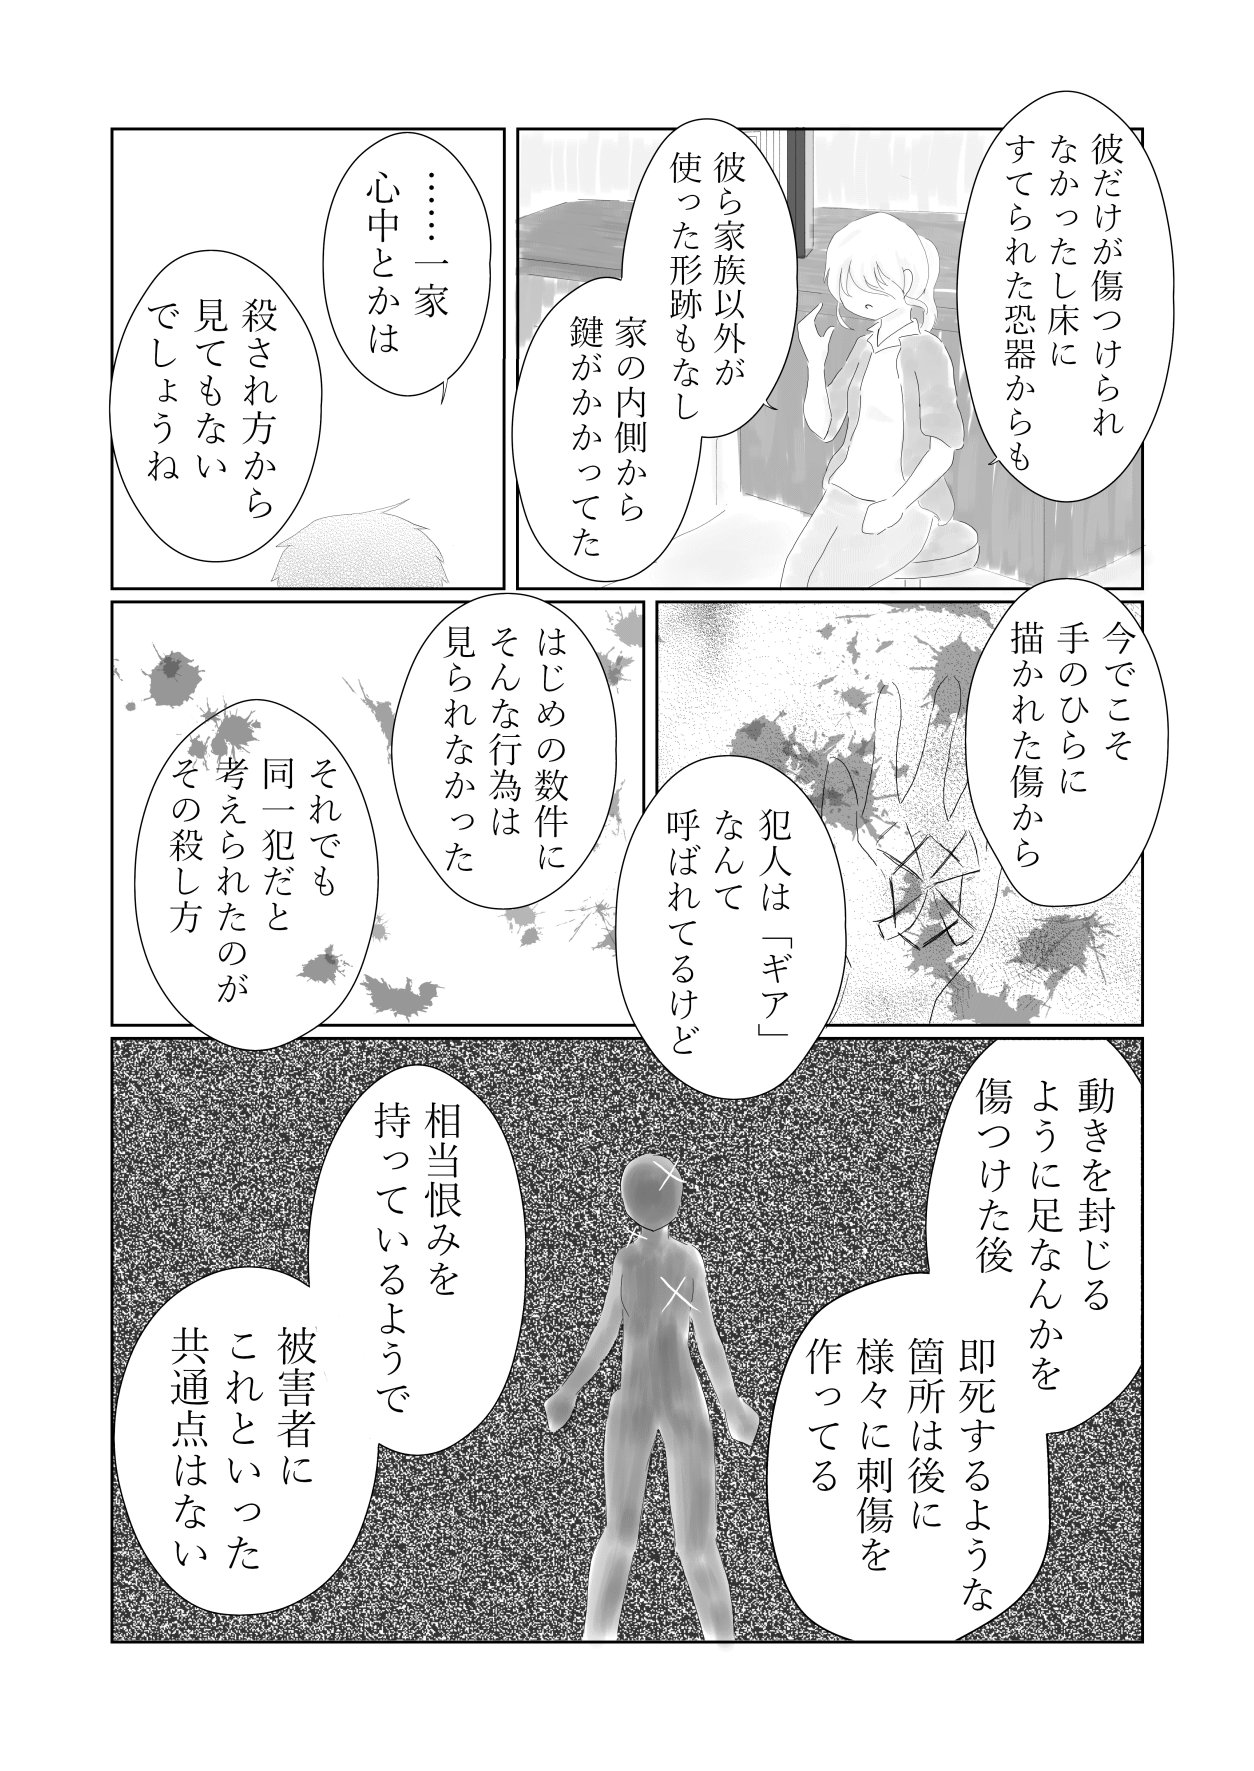 彼だけが傷つけられ
なかったし床に
すてられた恐器からも
彼ら家族以外が
使った形跡もなし
家の内側から
鍵がかかってた
……一家
心中とかは
殺され方から
見てもない
でしょうね
今でこそ
手のひらに
描かれた傷から
犯人は「ギア」
なんて
呼ばれてるけど
はじめの数件に
そんな行為は
見られなかった
それでも
同一犯だと
考えられたのが
その殺し方
動きを封じる
ように足なんかを
傷つけた後
即死するような
箇所は後に
様々に刺傷を
作ってる
相当恨みを
持っているようで
被害者に
これといった
共通点はない